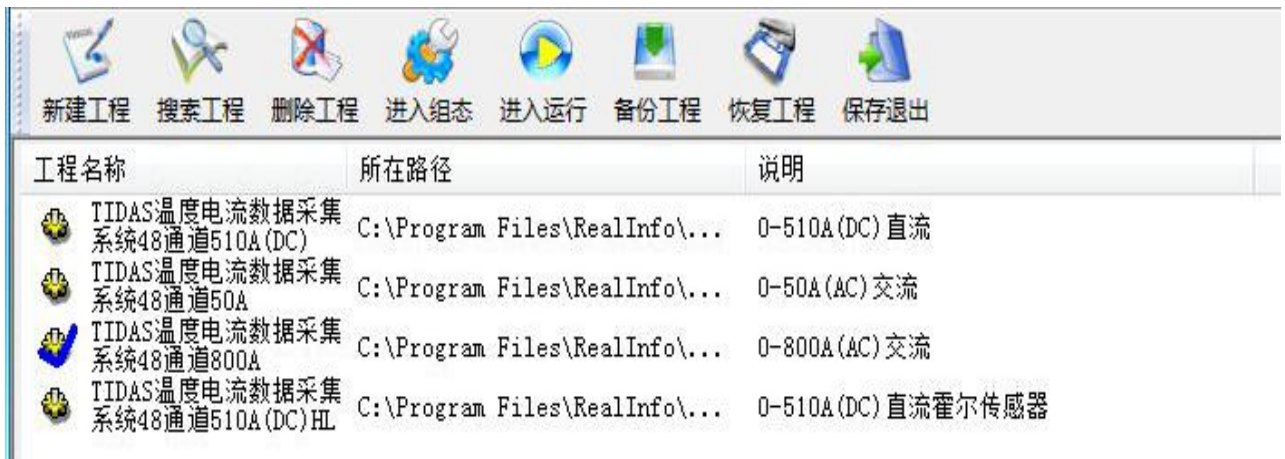 新建工程 搜索工程 删除工程 进入组态 进入运行 备份工程 恢复工程 保存退出
工程名称 所在路径 说明
TIDAS温度电流数据采集
系统48通道510A(DC) C:\Program Files\RealInfo\... 0-510A(DC)直流
TIDAS温度电流数据采集
系统48通道50A C:\Program Files\RealInfo\... 0-50A(AC)交流
TIDAS温度电流数据采集
系统48通道800A C:\Program Files\RealInfo\... 0-800A(AC)交流
TIDAS温度电流数据采集
系统48通道510A(DC)HL C:\Program Files\RealInfo\... 0-510A(DC)直流霍尔传感器